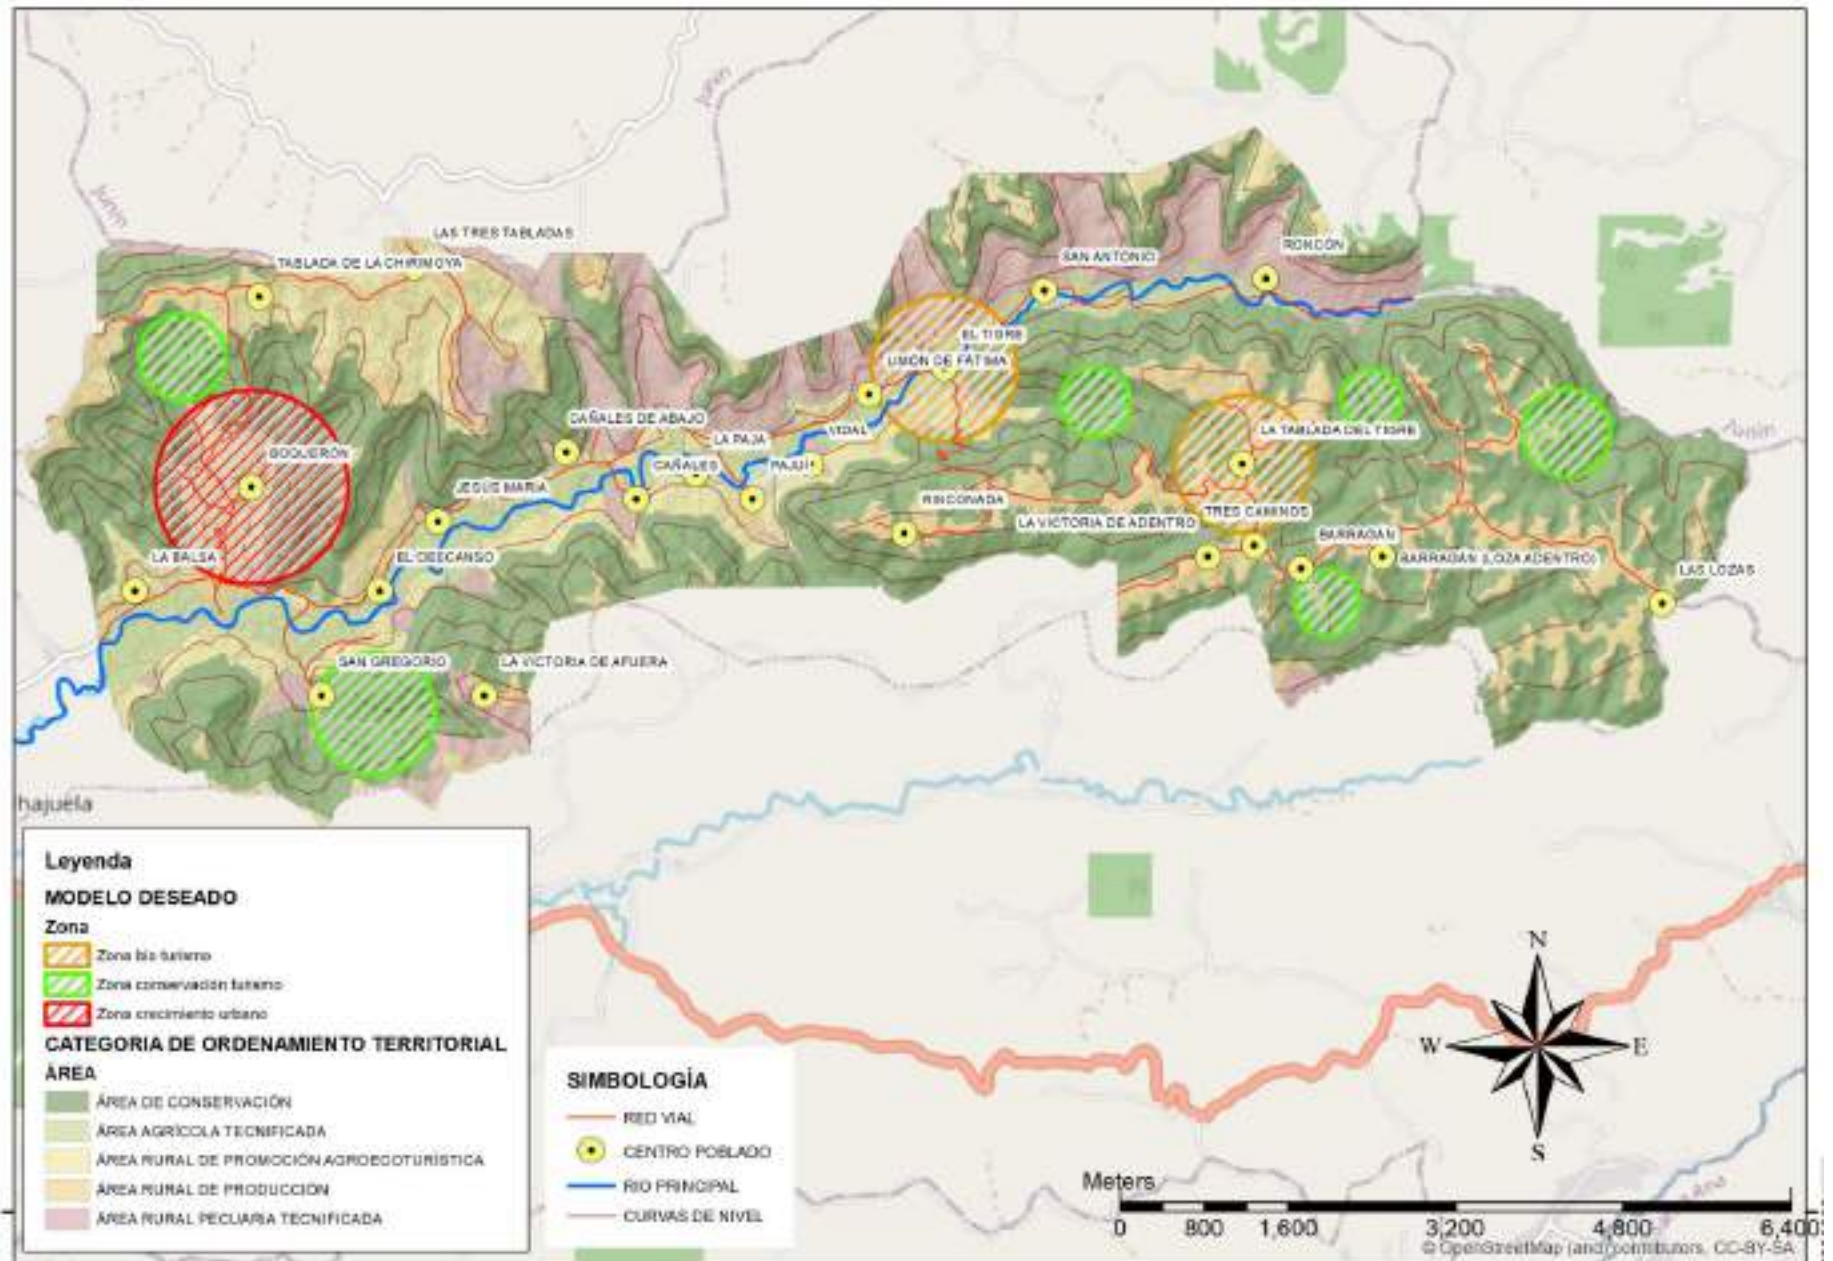 Junín
Junín
LAS TRES TABLADAS
TABLADA DE LA CHIRIMOYA
SAN ANTONIO
RONCÓN
EL TIGRE
UNIÓN DE FÁTIMA
CAÑALES DE ABAJO
LA PAJA
VIDAL
LA TABLADA DEL TIGRE
Junín
BOQUERÓN
CAÑALES
PAJUÍ
JESÚS MARÍA
RINCONADA
LA VICTORIA DE ADENTRO
TRES CAMINOS
BARRAGÁN
LA BALSA
EL DESCANSO
BARRAGÁN (LOZA ADENTRO)
LAS LOZAS
SAN GREGORIO
LA VICTORIA DE AFUERA
hajuela
Leyenda
MODELO DESEADO
Zona
Zona bio turismo
Zona conservación turismo
Zona crecimiento urbano
CATEGORIA DE ORDENAMIENTO TERRITORIAL
ÁREA
ÁREA DE CONSERVACIÓN
ÁREA AGRÍCOLA TECNIFICADA
ÁREA RURAL DE PROMOCIÓN AGROECOTURÍSTICA
ÁREA RURAL DE PRODUCCIÓN
ÁREA RURAL PECUARIA TECNIFICADA
SIMBOLOGÍA
RED VIAL
CENTRO POBLADO
RIO PRINCIPAL
CURVAS DE NIVEL
N
W E
S
Meters
0 800 1,600 3,200 4,800 6,400
© OpenStreetMap (and) contributors, CC-BY-SA